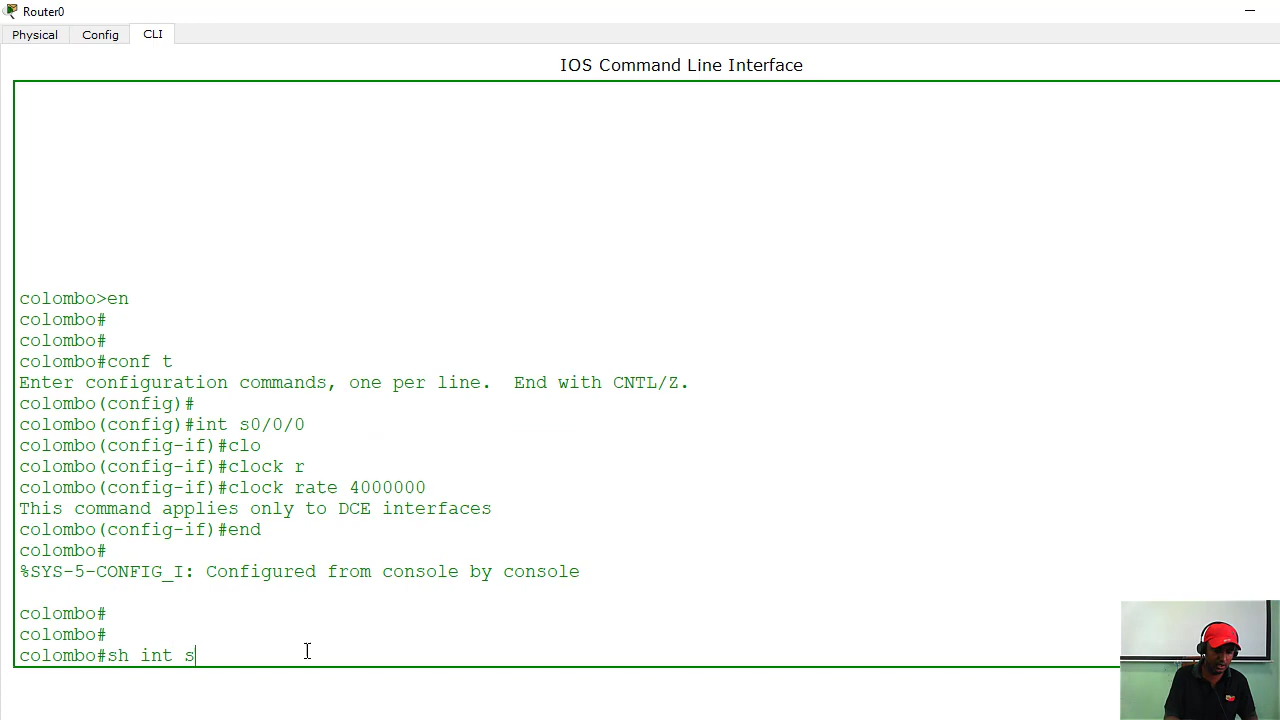 Router0
Physical Config CLI
IOS Command Line Interface
colombo>en
colombo#
colombo#
colombo#conf t
Enter configuration commands, one per line.  End with CNTL/Z.
colombo(config)#
colombo(config)#int s0/0/0
colombo(config-if)#clo
colombo(config-if)#clock r
colombo(config-if)#clock rate 4000000
This command applies only to DCE interfaces
colombo(config-if)#end
colombo#
%SYS-5-CONFIG_I: Configured from console by console
colombo#
colombo#
colombo#sh int s